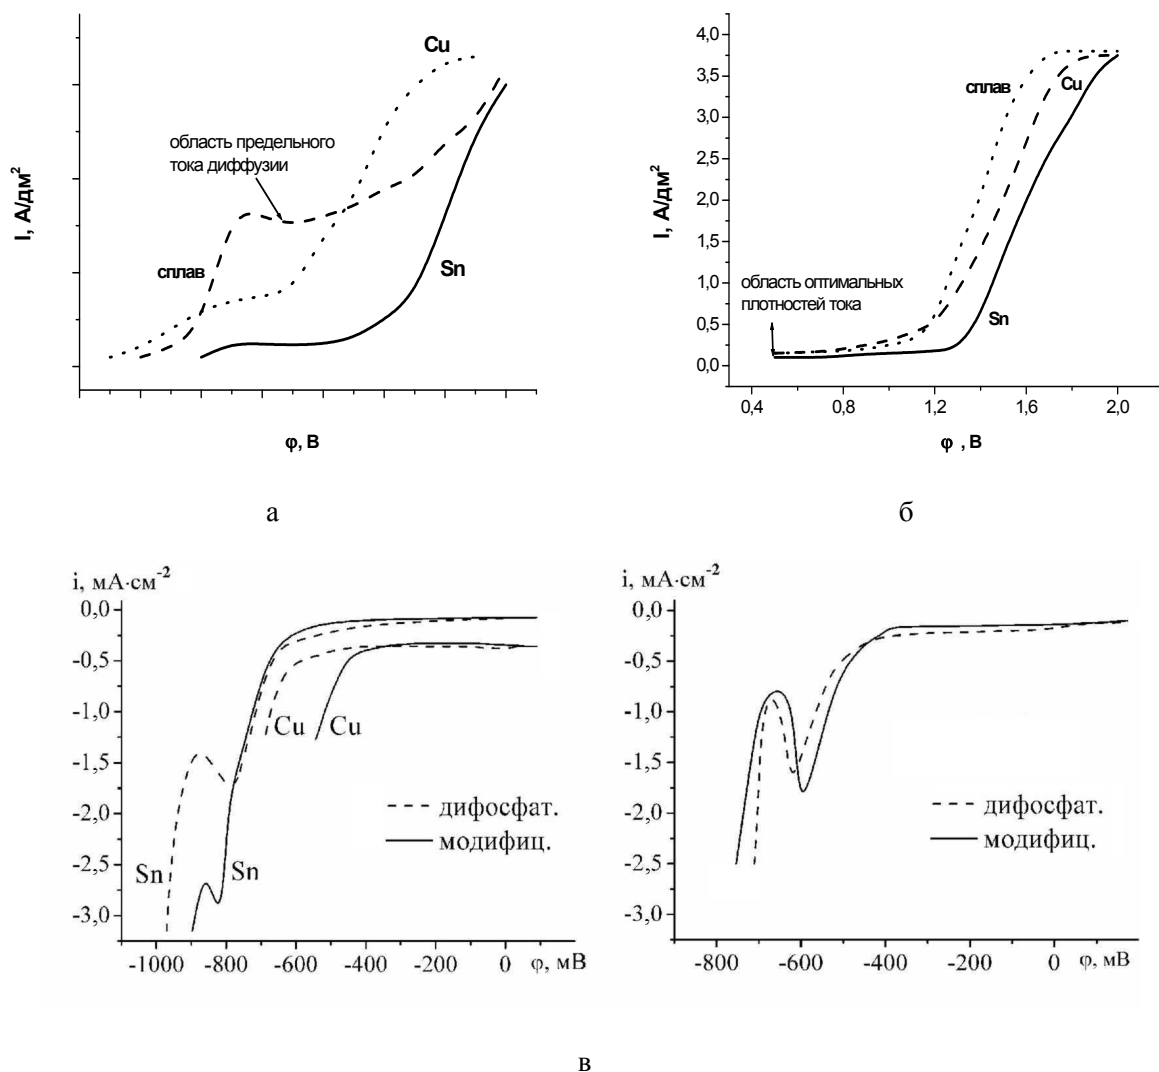 I, А/дм2
Cu
сплав
область предельного
тока диффузии
Sn
φ, В
а
I, А/дм2
4,0
3,5
3,0
2,5
2,0
1,5
1,0
0,5
0,0
сплав
Cu
область оптимальных
плотностей тока
Sn
0,4 0,8 1,2 1,6 2,0
φ , В
б
i, мА·см-2
0,0
-0,5
-1,0
-1,5
-2,0
-2,5
-3,0
Cu Cu
Sn Sn
дифосфат.
модифиц.
-1000 -800 -600 -400 -200 0 φ, мВ
i, мА·см-2
0,0
-0,5
-1,0
-1,5
-2,0
-2,5
-3,0
дифосфат.
модифиц.
-800 -600 -400 -200 0 φ, мВ
в